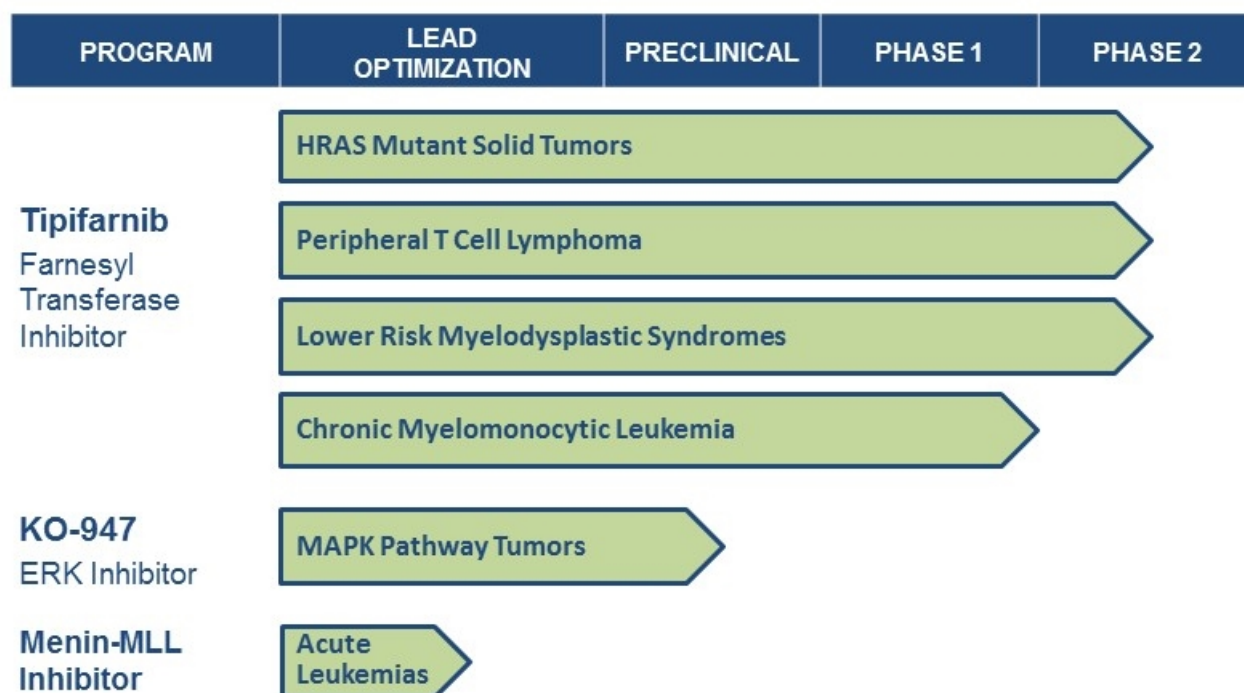 PROGRAM
LEAD
OPTIMIZATION
PRECLINICAL
PHASE 1
PHASE 2
Tipifarnib
Farnesyl
Transferase
Inhibitor
HRAS Mutant Solid Tumors
Peripheral T Cell Lymphoma
Lower Risk Myelodysplastic Syndromes
Chronic Myelomonocytic Leukemia
KO-947
ERK Inhibitor
MAPK Pathway Tumors
Menin-MLL
Inhibitor
Acute
Leukemias